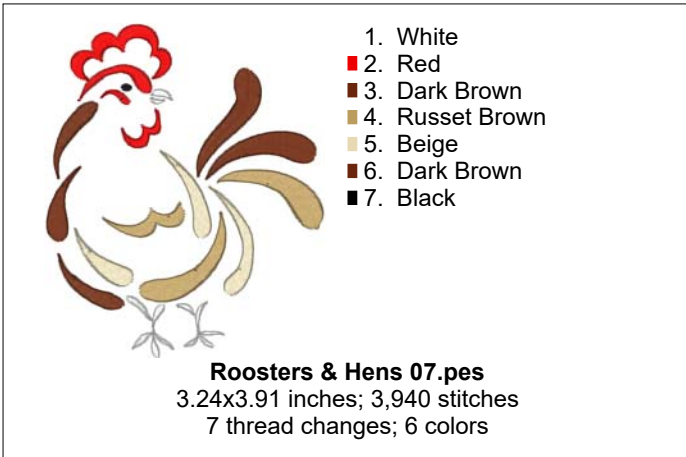 1. White
2. Red
3. Dark Brown
4. Russet Brown
5. Beige
6. Dark Brown
7. Black
Roosters & Hens 07.pes
3.24x3.91 inches; 3,940 stitches
7 thread changes; 6 colors